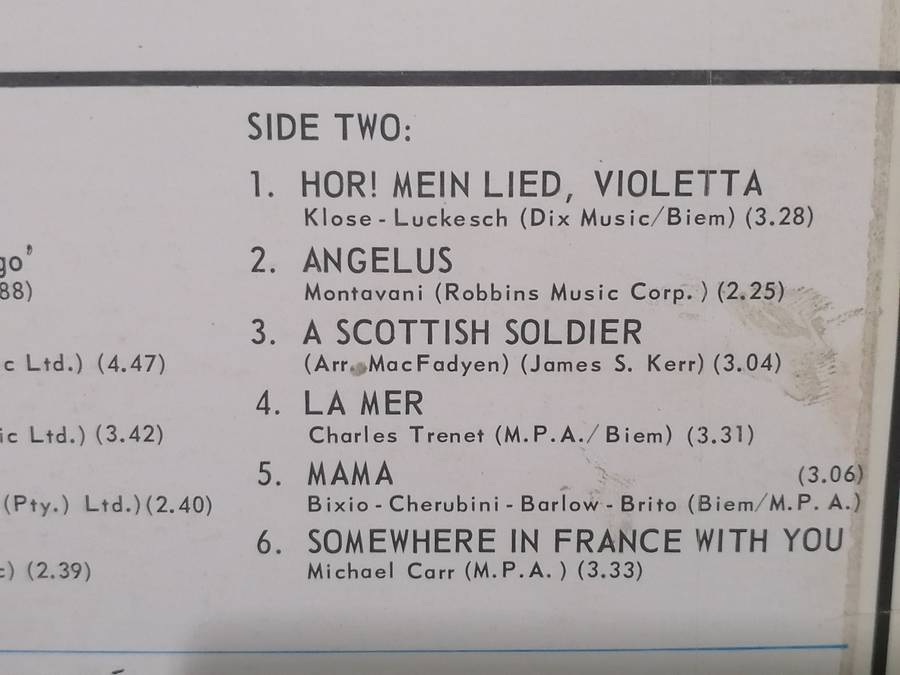 SIDE TWO:
1. HOR! MEIN LIED, VIOLETTA
Klose - Luckesch (Dix Music/Biem) (3.28)
go'
88)
2. ANGELUS
Montavani (Robbins Music Corp. ) (2.25)
3. A SCOTTISH SOLDIER
c Ltd.) (4.47)
(Arr. MacFadyen) (James S. Kerr) (3.04)
4. LA MER
ic Ltd.) (3.42)
Charles Trenet (M.P.A./ Biem) (3.31)
5. MAMA (3.06)
(Pty.) Ltd.) (2.40)
Bixio - Cherubini - Barlow - Brito (Biem/M.P. A.)
6. SOMEWHERE IN FRANCE WITH YOU
c) (2.39)
Michael Carr (M.P.A. ) (3.33)